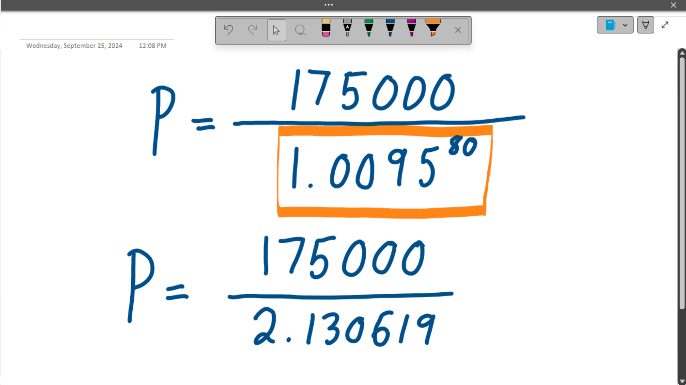 Wednesday, September 25, 2024 12:08 PM
P = 175000
1.0095^80
P = 175000
2.130619